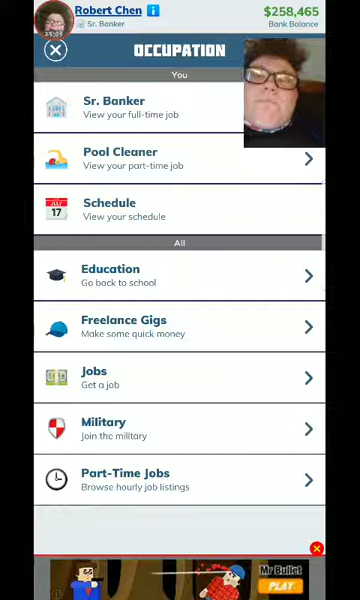 Robert Chen
$258,465
Sr. Banker
Bank Balance
OCCUPATION
You
Sr. Banker
View your full-time job
Pool Cleaner
View your part-time job
JULY
17
Schedule
View your schedule
All
Education
Go back to school
Freelance Gigs
Make some quick money
Jobs
Get a job
Military
Join the military
Part-Time Jobs
Browse hourly job listings
Mr Bullet
PLAY